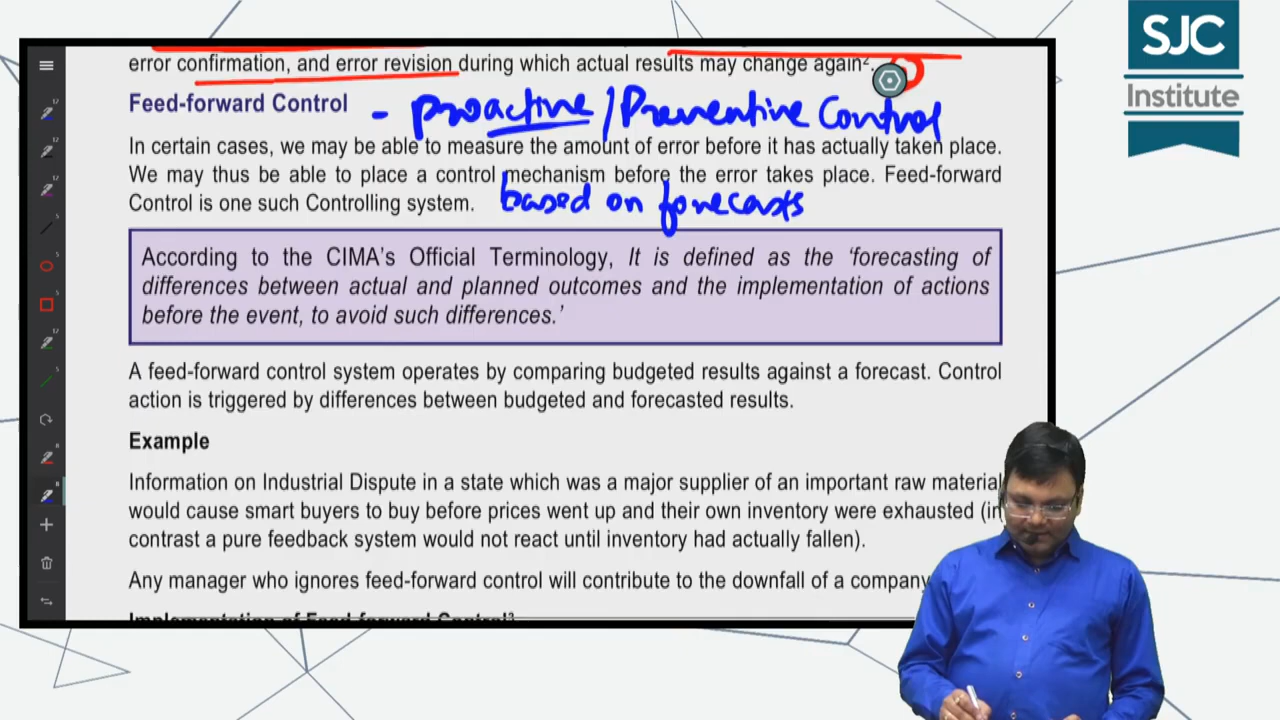 SJC
Institute
error confirmation, and error revision during which actual results may change again².
Feed-forward Control - Proactive / Preventive Control
In certain cases, we may be able to measure the amount of error before it has actually taken place.
We may thus be able to place a control mechanism before the error takes place. Feed-forward
Control is one such Controlling system. based on forecasts
According to the CIMA's Official Terminology, It is defined as the 'forecasting of
differences between actual and planned outcomes and the implementation of actions
before the event, to avoid such differences.'
A feed-forward control system operates by comparing budgeted results against a forecast. Control
action is triggered by differences between budgeted and forecasted results.
Example
Information on Industrial Dispute in a state which was a major supplier of an important raw material
would cause smart buyers to buy before prices went up and their own inventory were exhausted (in
contrast a pure feedback system would not react until inventory had actually fallen).
Any manager who ignores feed-forward control will contribute to the downfall of a company
Implementation of Feed-forward Control³